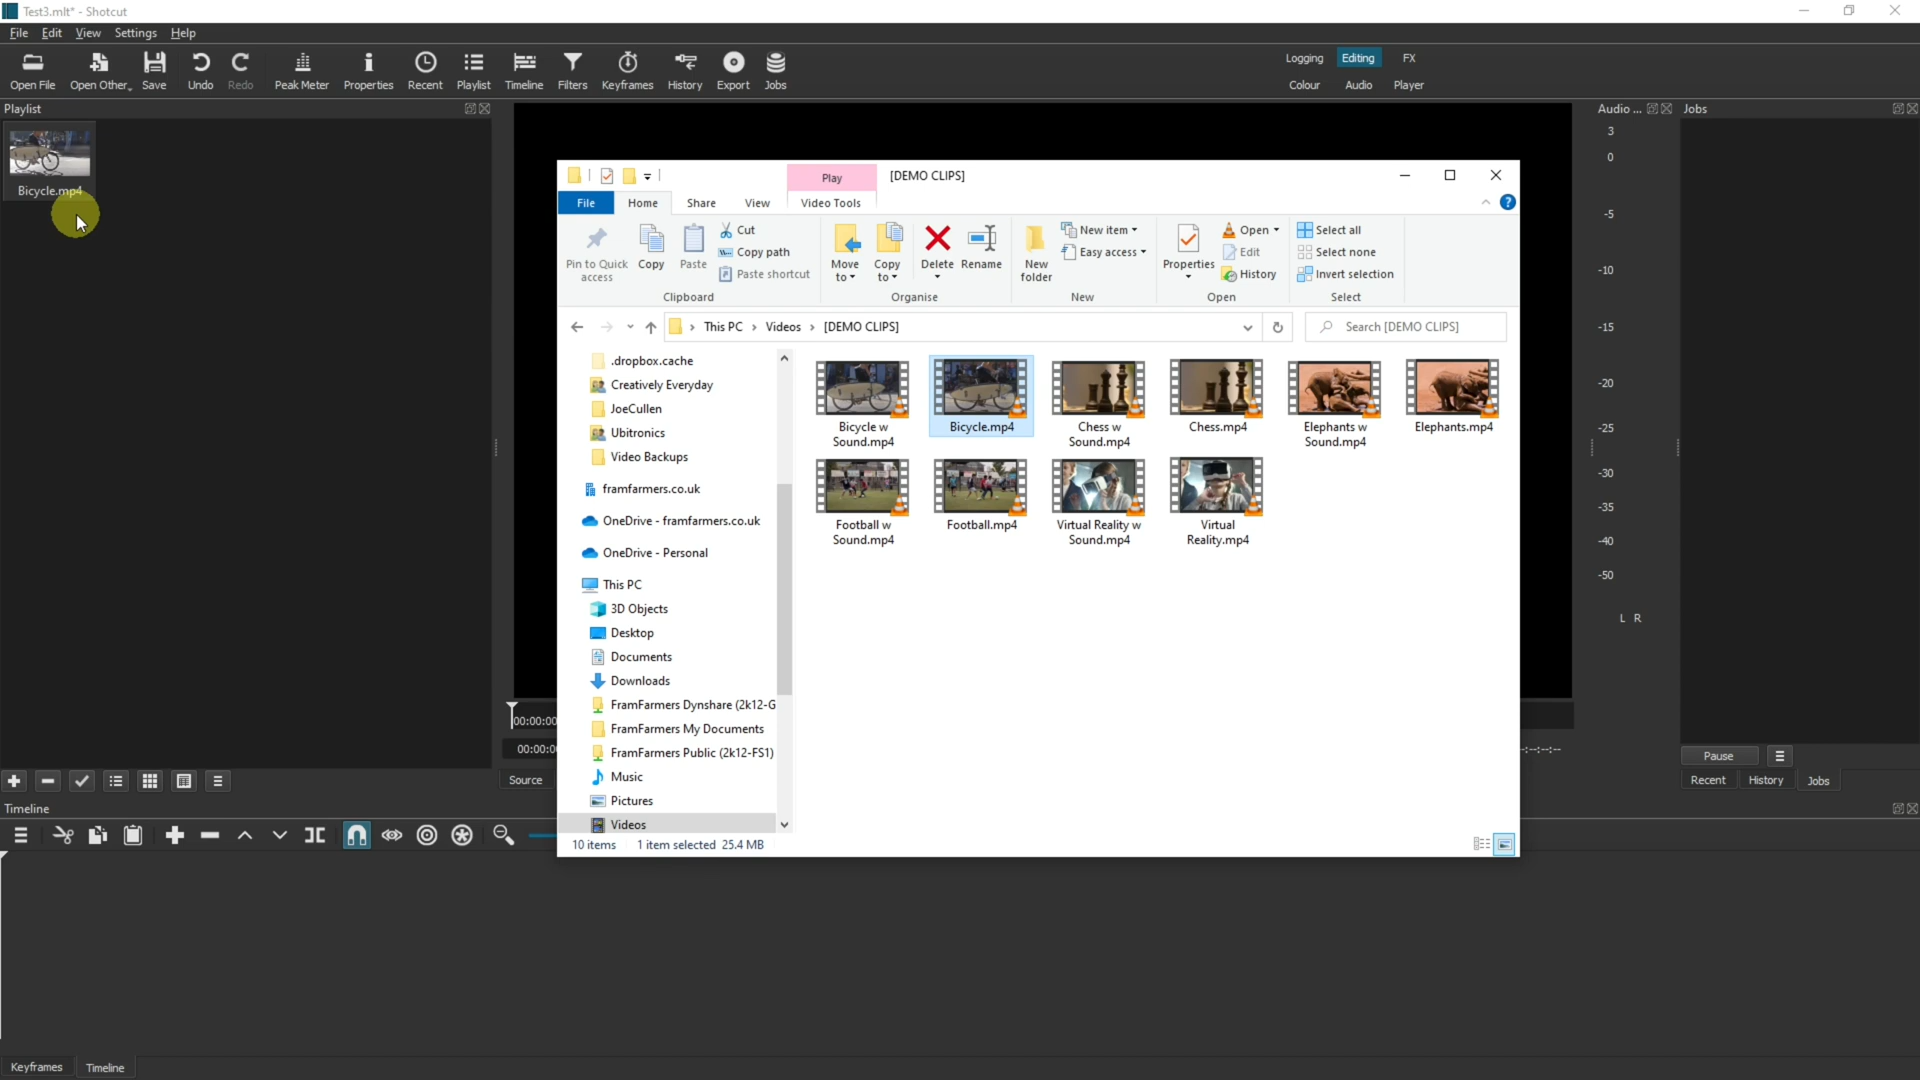 Test3.mlt* - Shotcut
File Edit View Settings Help
Open File Open Other... Save Undo Redo Peak Meter Properties Recent Playlist Timeline Filters Keyframes History Export Jobs
Logging Editing FX
Colour Audio Player
Playlist
Audio ...
Jobs
Bicycle.mp4
3
0
-5
-10
-15
-20
-25
-30
-35
-40
-50
L R
Play
[DEMO CLIPS]
File Home Share View Video Tools
Pin to Quick access
Copy
Paste
Cut
Copy path
Paste shortcut
Clipboard
Move to
Copy to
Delete
Rename
Organise
New folder
New item
Easy access
New
Properties
Open
Edit
History
Open
Select all
Select none
Invert selection
Select
This PC > Videos > [DEMO CLIPS]
Search [DEMO CLIPS]
.dropbox.cache
Creatively Everyday
JoeCullen
Ubitronics
Video Backups
framfarmers.co.uk
OneDrive - framfarmers.co.uk
OneDrive - Personal
This PC
3D Objects
Desktop
Documents
Downloads
FramFarmers Dynshare (2k12-G
FramFarmers My Documents
FramFarmers Public (2k12-FS1)
Music
Pictures
Videos
Bicycle w Sound.mp4
Bicycle.mp4
Chess w Sound.mp4
Chess.mp4
Elephants w Sound.mp4
Elephants.mp4
Football w Sound.mp4
Football.mp4
Virtual Reality w Sound.mp4
Virtual Reality.mp4
10 items 1 item selected 25.4 MB
00:00:00
00:00:0
--:--:--
Source
Pause
Recent History Jobs
Timeline
Keyframes Timeline